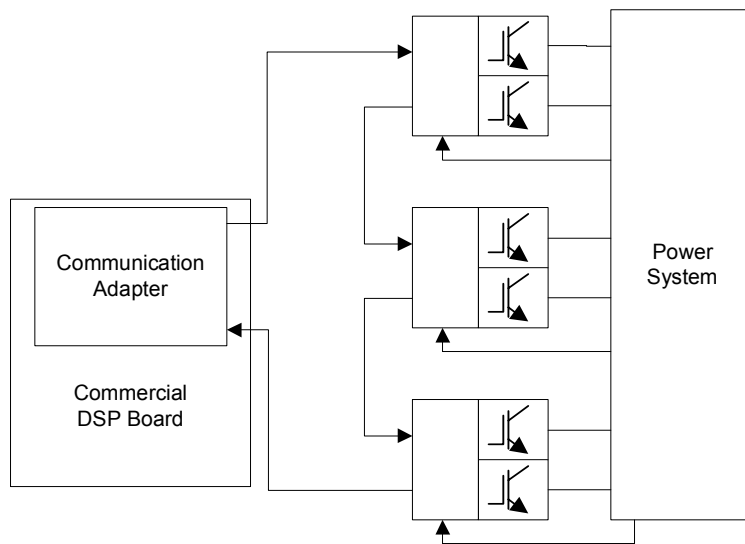 Communication
Adapter
Commercial
DSP Board
Power
System